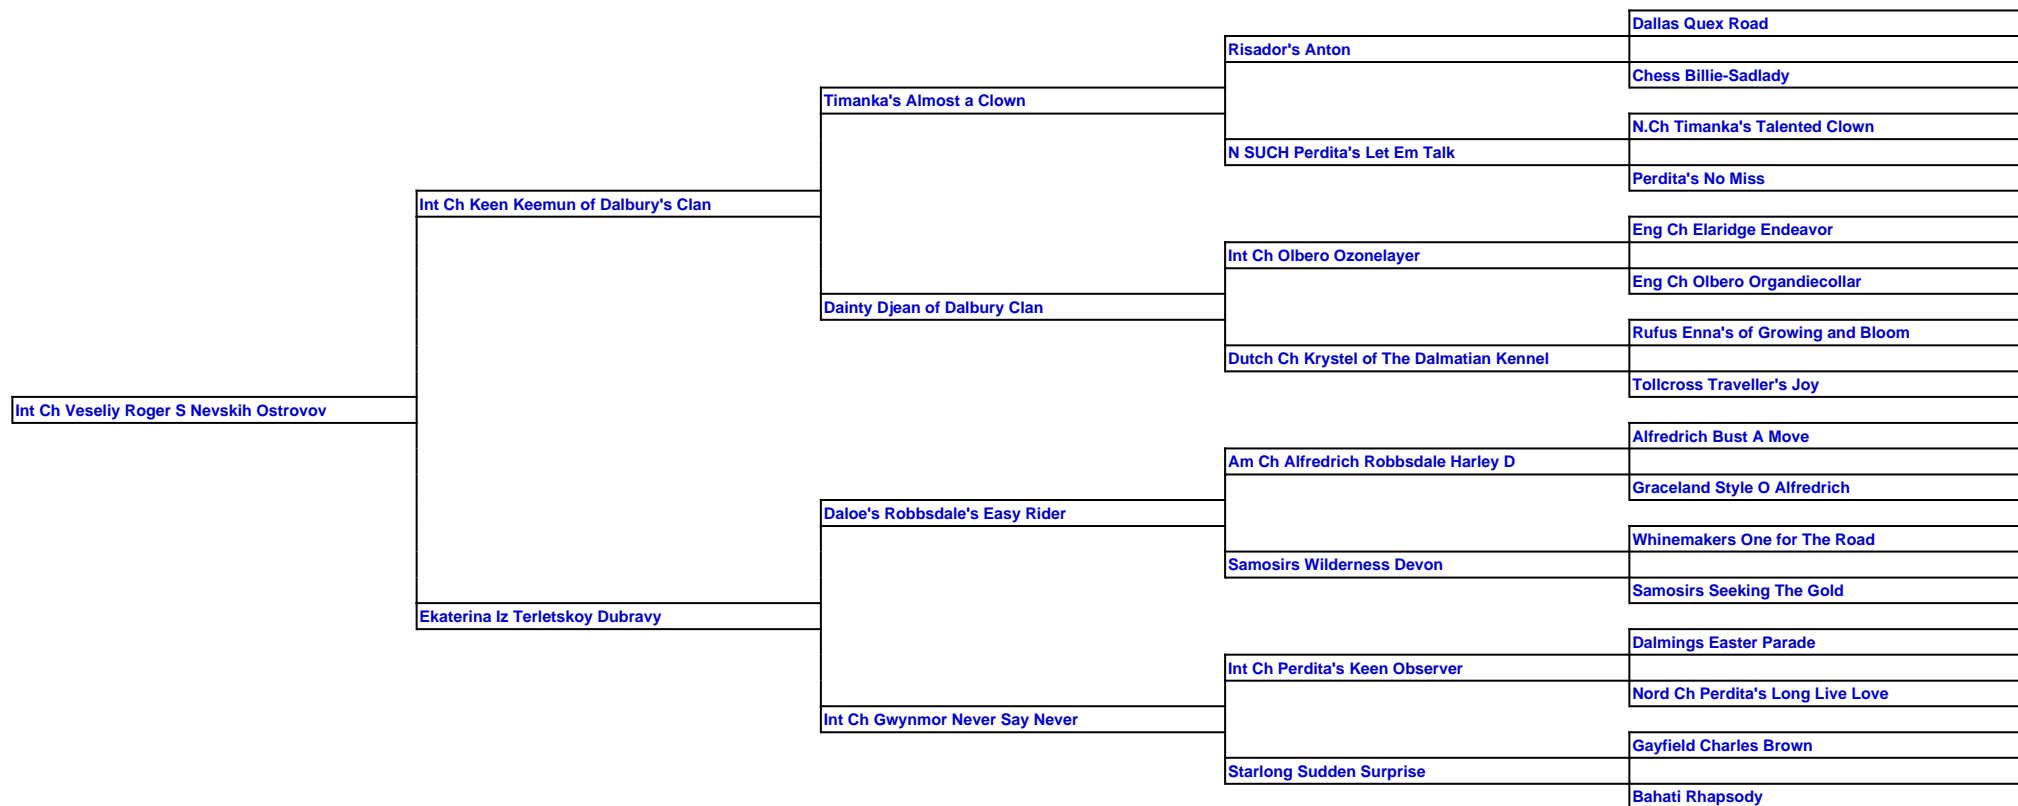 Dallas Quex Road
Risador's Anton
Chess Billie-Sadlady
Timanka's Almost a Clown
N.Ch Timanka's Talented Clown
N SUCH Perdita's Let Em Talk
Perdita's No Miss
Int Ch Keen Keemun of Dalbury's Clan
Eng Ch Elaridge Endeavor
Int Ch Olbero Ozonelayer
Eng Ch Olbero Organdiecollar
Dainty Djean of Dalbury Clan
Rufus Enna's of Growing and Bloom
Dutch Ch Krystel of The Dalmatian Kennel
Tollcross Traveller's Joy
Int Ch Veseliy Roger S Nevskih Ostrovov
Alfredrich Bust A Move
Am Ch Alfredrich Robbsdale Harley D
Graceland Style O Alfredrich
Daloe's Robbsdale's Easy Rider
Whinemakers One for The Road
Samosirs Wilderness Devon
Samosirs Seeking The Gold
Ekaterina Iz Terletskoy Dubravy
Dalmings Easter Parade
Int Ch Perdita's Keen Observer
Nord Ch Perdita's Long Live Love
Int Ch Gwynmor Never Say Never
Gayfield Charles Brown
Starlong Sudden Surprise
Bahati Rhapsody